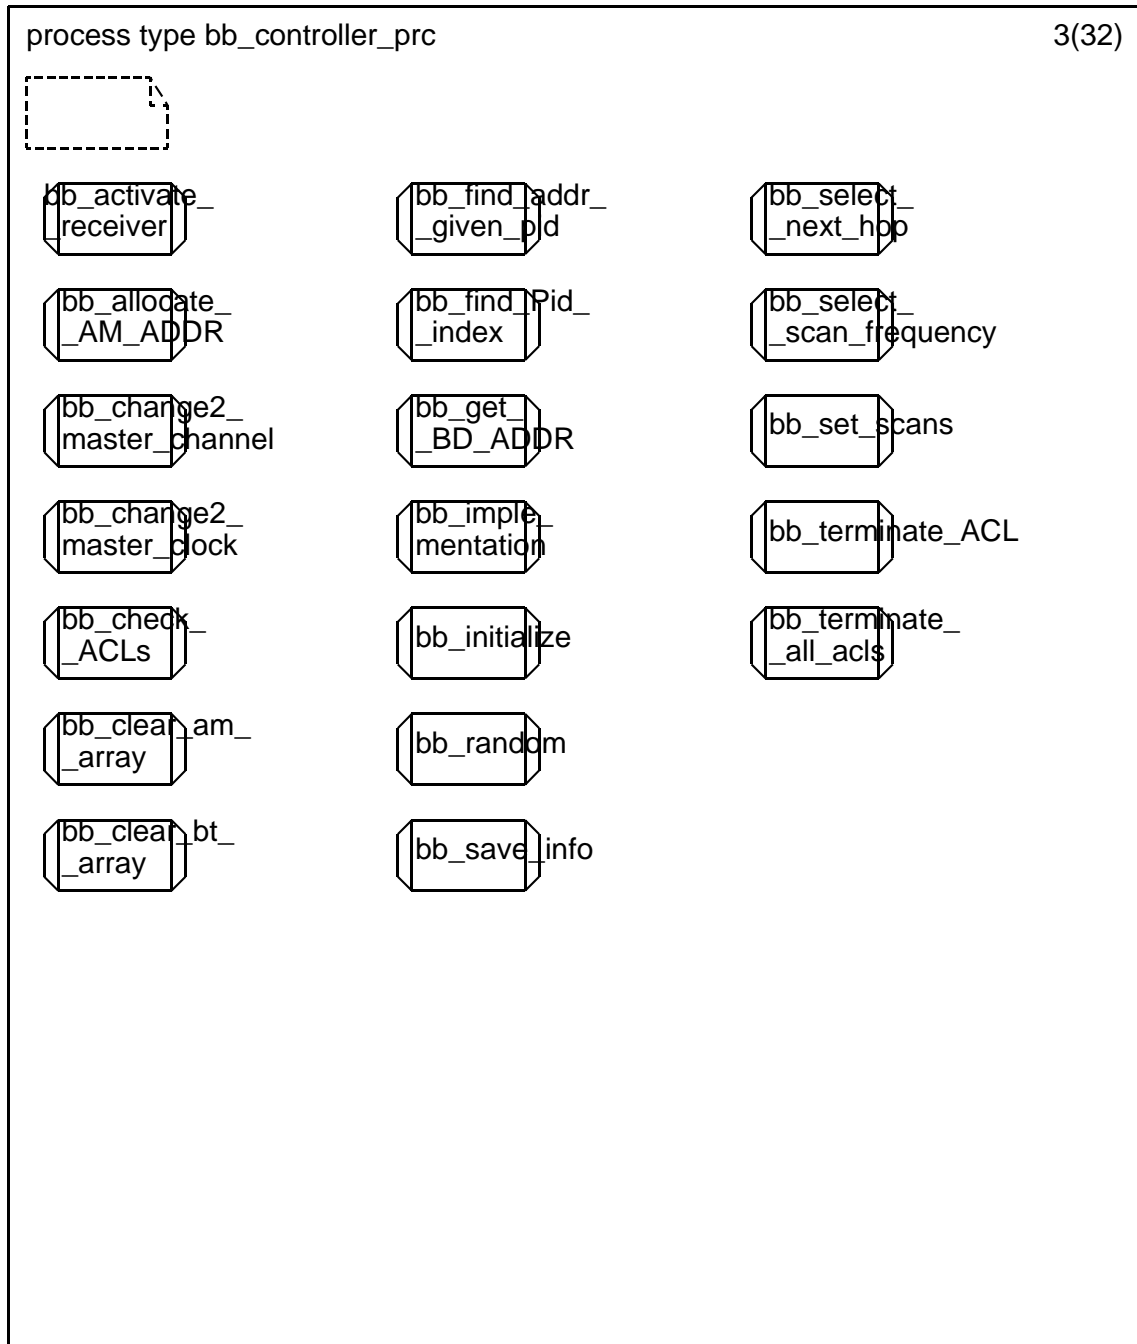 process type bb_controller_prc
3(32)
bb_activate_
_receiver
bb_find_addr_
_given_pid
bb_select_
_next_hop
bb_allocate_
_AM_ADDR
bb_find_Pid_
_index
bb_select_
_scan_frequency
bb_change2_
master_channel
bb_get_
_BD_ADDR
bb_set_scans
bb_change2_
master_clock
bb_imple_
mentation
bb_terminate_ACL
bb_check_
_ACLs
bb_initialize
bb_terminate_
_all_acls
bb_clear_am_
_array
bb_random
bb_clear_bt_
_array
bb_save_info